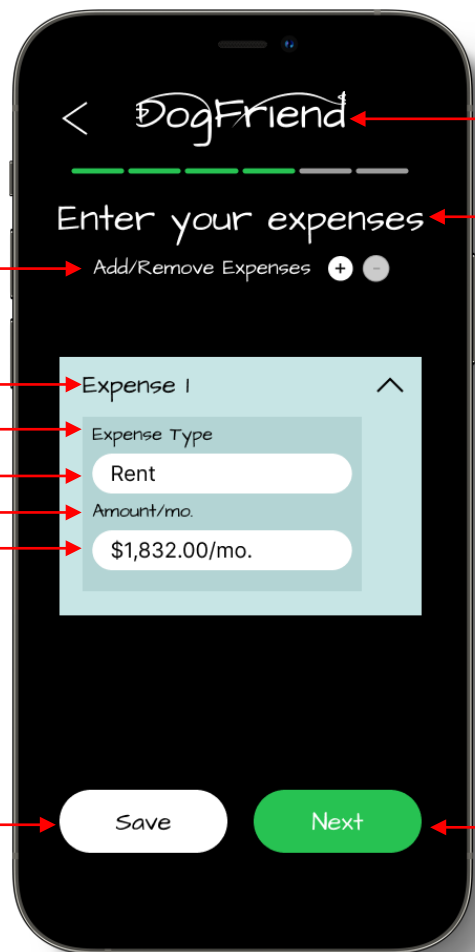 DogFriend
Enter your expenses
Add/Remove Expenses + -
Expense 1
Expense Type
Rent
Amount/mo.
$1,832.00/mo.
Save
Next